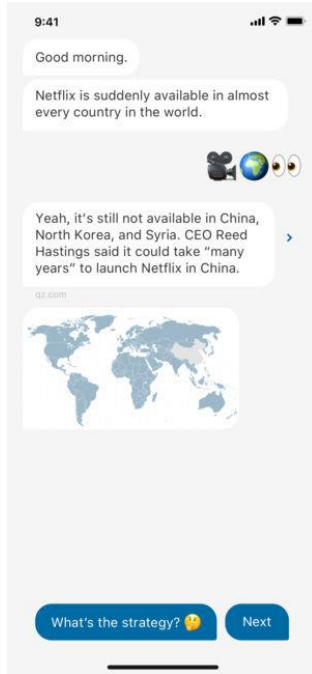 9:41
Good morning.
Netflix is suddenly available in almost
every country in the world.
🎥🌍👀
Yeah, it's still not available in China,
North Korea, and Syria. CEO Reed
Hastings said it could take “many
years” to launch Netflix in China.
qz.com
What's the strategy? 🤔
Next